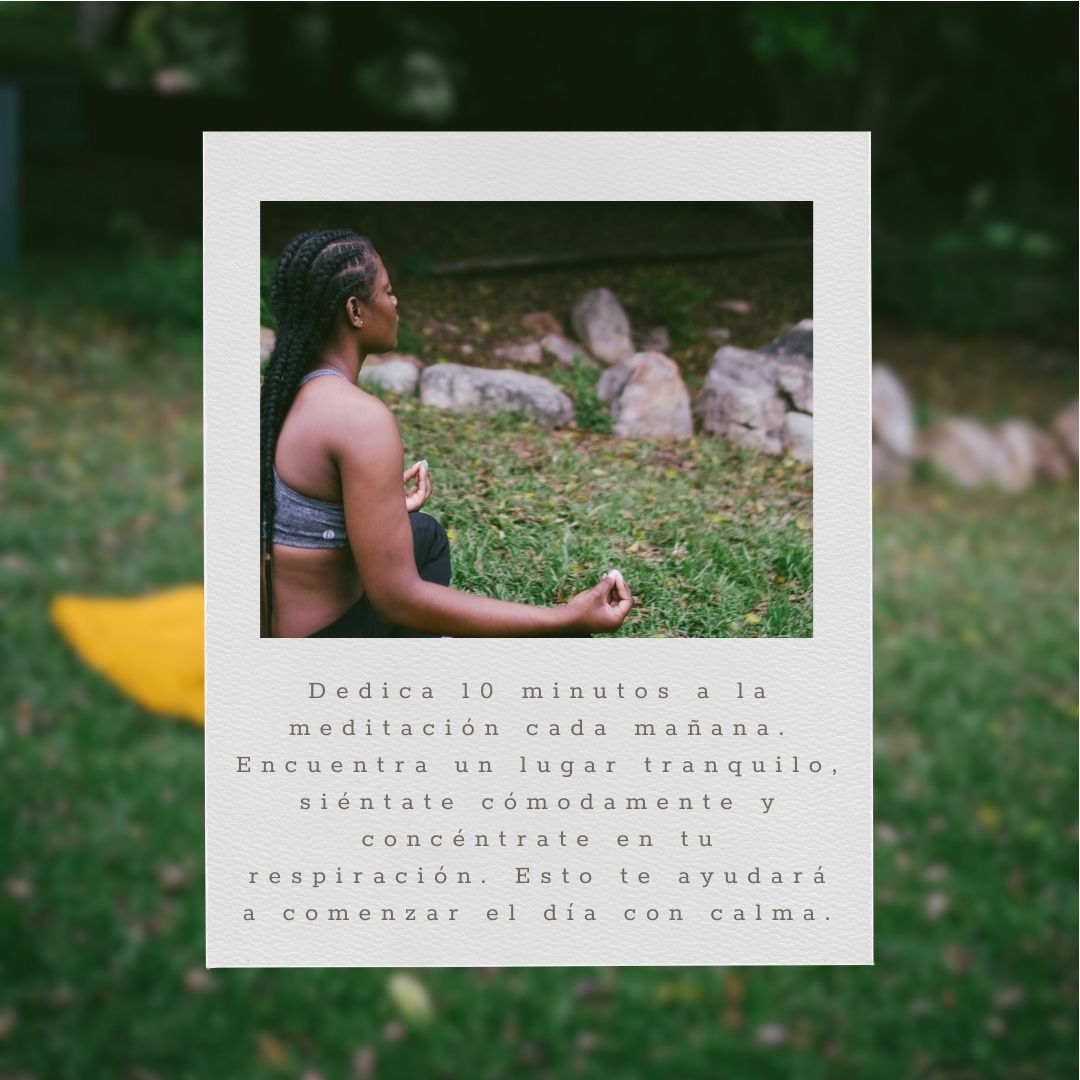 Dedica 10 minutos a la
meditación cada mañana.
Encuentra un lugar tranquilo,
siéntate cómodamente y
concéntrate en tu
respiración. Esto te ayudará
a comenzar el día con calma.